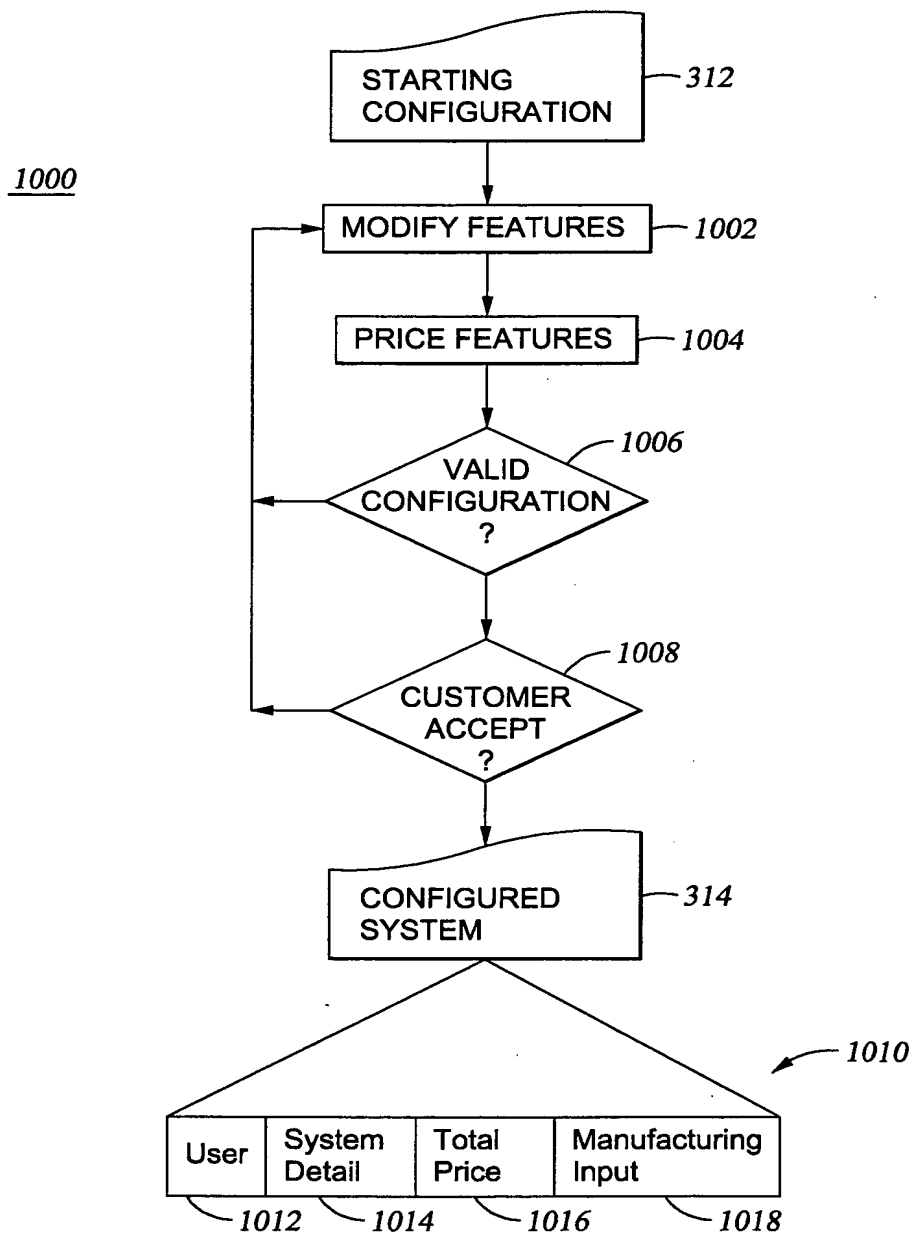 STARTING
CONFIGURATION
312
1000
MODIFY FEATURES
1002
PRICE FEATURES
1004
1006
VALID
CONFIGURATION
?
1008
CUSTOMER
ACCEPT
?
CONFIGURED
SYSTEM
314
1010
User
System
Detail
Total
Price
Manufacturing
Input
1012
1014
1016
1018